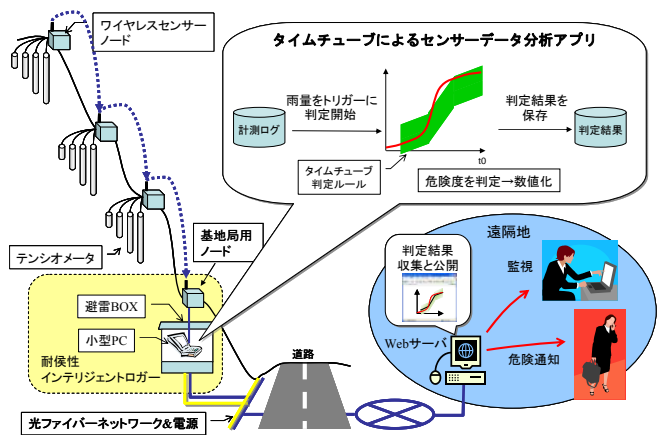 ワイヤレスセンサー
ノード
タイムチューブによるセンサーデータ分析アプリ
計測ログ
雨量をトリガーに
判定開始
t0
判定結果を
保存
判定結果
タイムチューブ
判定ルール
危険度を判定→数値化
テンシオメータ
基地局用
ノード
避雷BOX
小型PC
耐侯性
インテリジェントロガー
道路
光ファイバーネットワーク&電源
遠隔地
判定結果
収集と公開
監視
Webサーバ
危険通知